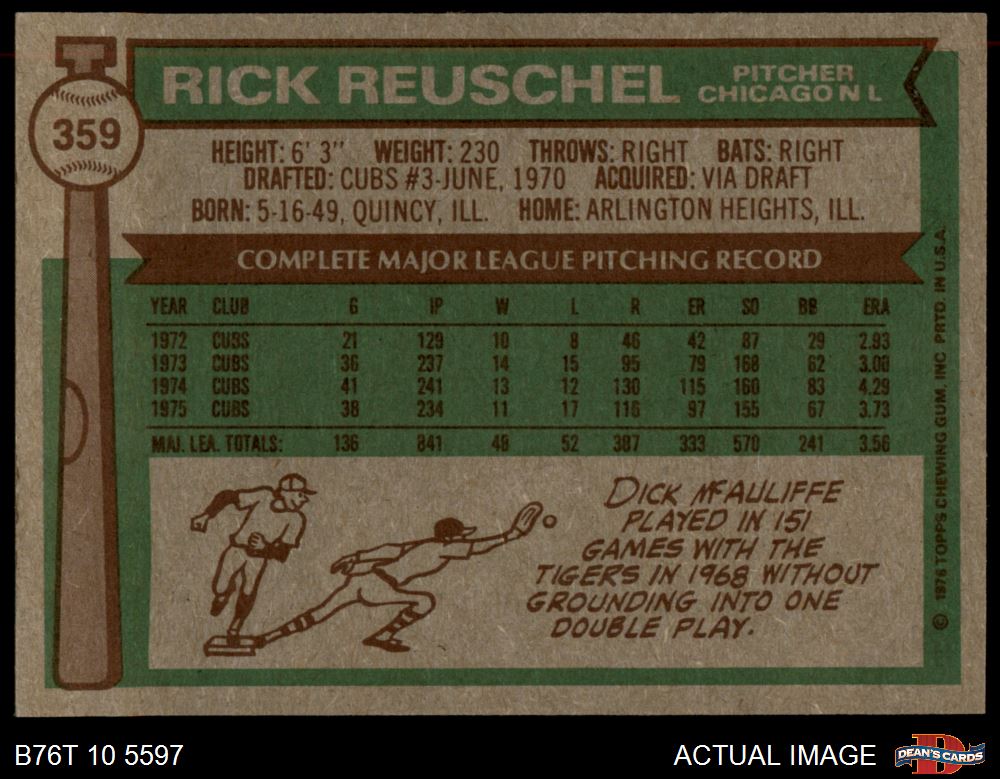 RICK REUSCHEL
PITCHER
CHICAGO N L
359
HEIGHT: 6' 3" WEIGHT: 230 THROWS: RIGHT BATS: RIGHT
DRAFTED: CUBS #3-JUNE, 1970 ACQUIRED: VIA DRAFT
BORN: 5-16-49, QUINCY, ILL. HOME: ARLINGTON HEIGHTS, ILL.
COMPLETE MAJOR LEAGUE PITCHING RECORD
YEAR CLUB G IP W L R ER SO BB ERA
1972 CUBS 21 129 10 8 46 42 87 29 2.93
1973 CUBS 36 237 14 15 95 79 168 62 3.00
1974 CUBS 41 241 13 12 130 115 160 83 4.29
1975 CUBS 38 234 11 17 116 97 155 67 3.73
MAJ. LEA. TOTALS: 136 841 48 52 387 333 570 241 3.56
DICK McAULIFFE
PLAYED IN 151
GAMES WITH THE
TIGERS IN 1968 WITHOUT
GROUNDING INTO ONE
DOUBLE PLAY.
© 1976 TOPPS CHEWING GUM, INC. PRTD. IN U.S.A.
B76T 10 5597
ACTUAL IMAGE
DEAN'S CARDS